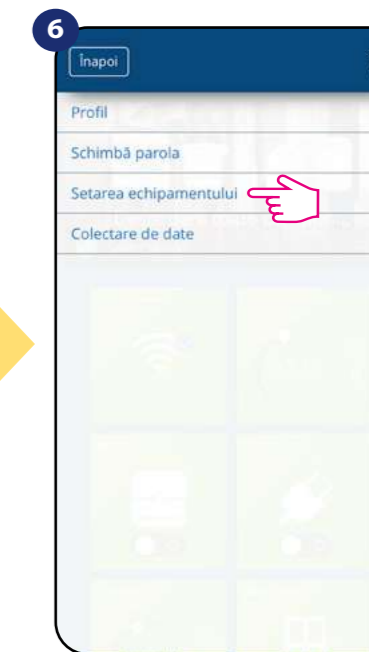 6
Înapoi
Profil
Schimbă parola
Setarea echipamentului
Colectare de date